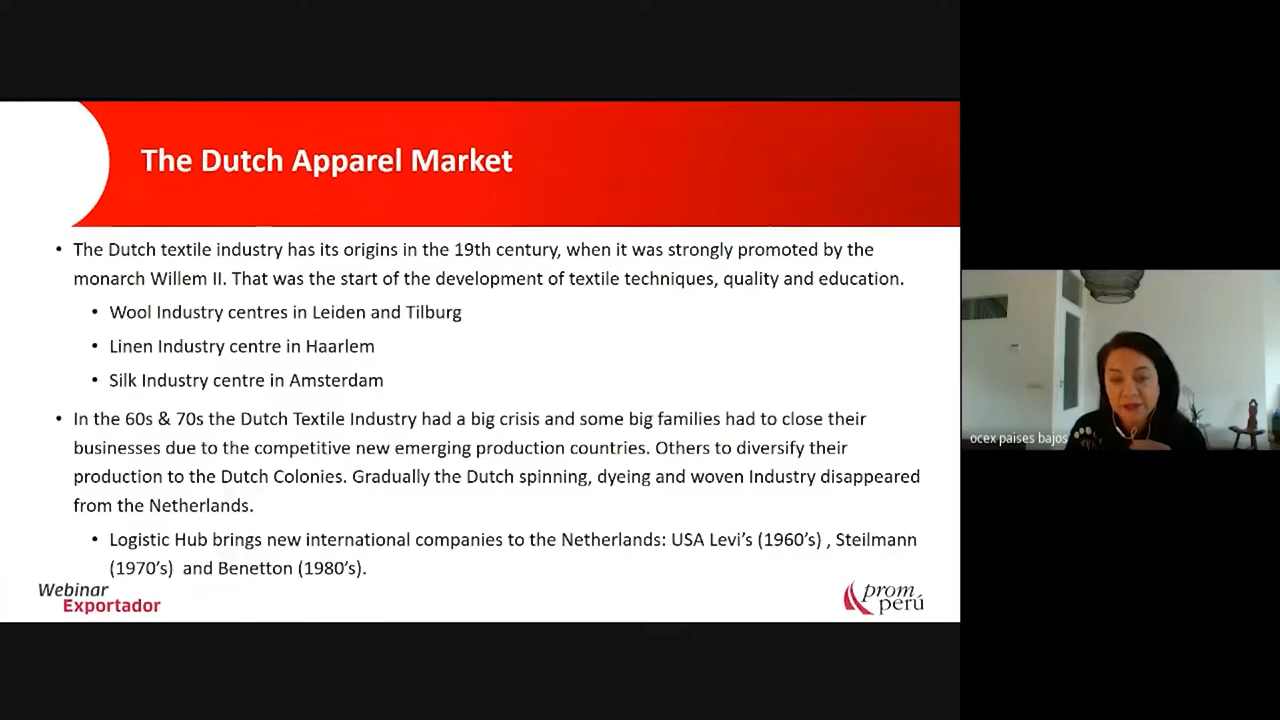 The Dutch Apparel Market
• The Dutch textile industry has its origins in the 19th century, when it was strongly promoted by the
monarch Willem II. That was the start of the development of textile techniques, quality and education.
• Wool Industry centres in Leiden and Tilburg
• Linen Industry centre in Haarlem
• Silk Industry centre in Amsterdam
• In the 60s & 70s the Dutch Textile Industry had a big crisis and some big families had to close their
businesses due to the competitive new emerging production countries. Others to diversify their
production to the Dutch Colonies. Gradually the Dutch spinning, dyeing and woven Industry disappeared
from the Netherlands.
• Logistic Hub brings new international companies to the Netherlands: USA Levi's (1960's) , Steilmann
(1970's) and Benetton (1980's).
Webinar
Exportador
prom
perú
ocex paises bajos